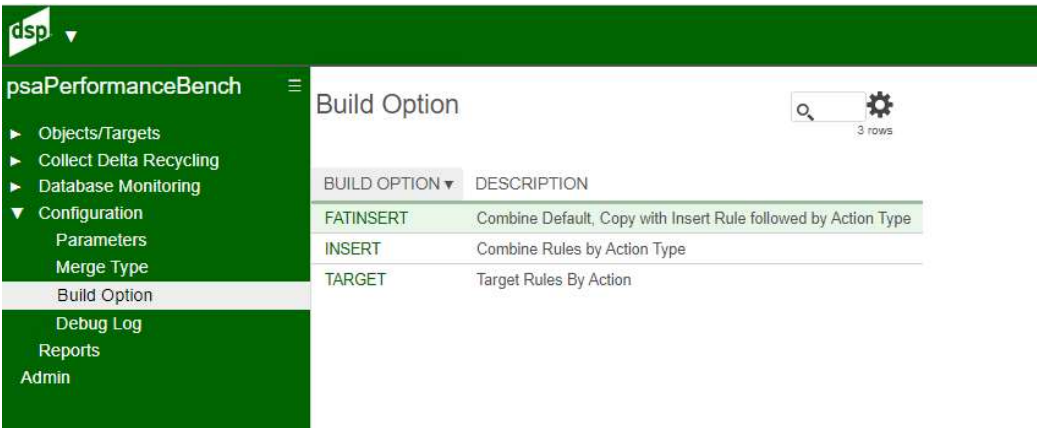 dsp ▼
psaPerformanceBench ☰
► Objects/Targets
► Collect Delta Recycling
► Database Monitoring
▼ Configuration
Parameters
Merge Type
Build Option
Debug Log
Reports
Admin
Build Option
3 rows
BUILD OPTION ▼ DESCRIPTION
FATINSERT Combine Default, Copy with Insert Rule followed by Action Type
INSERT Combine Rules by Action Type
TARGET Target Rules By Action